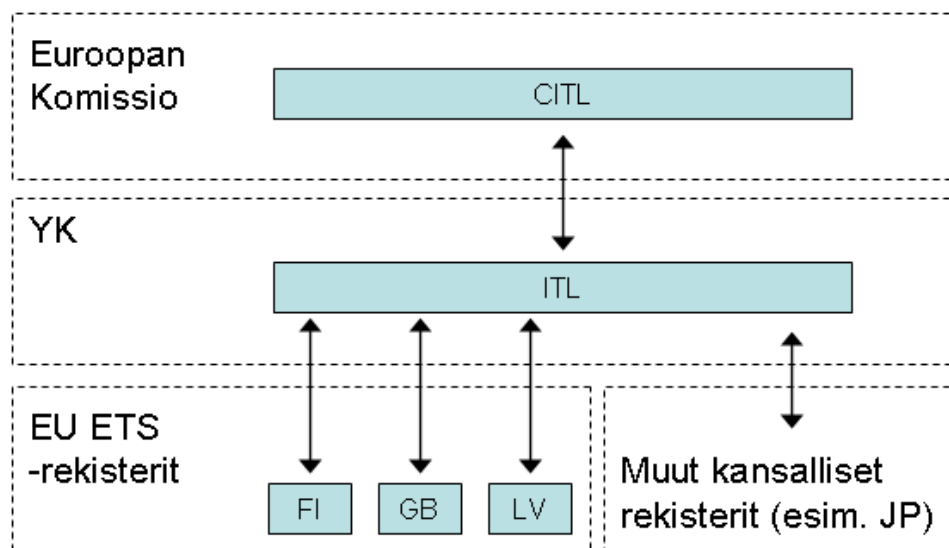 Euroopan
Komissio
CITL
YK
ITL
EU ETS
-rekisterit
FI
GB
LV
Muut kansalliset
rekisterit (esim. JP)